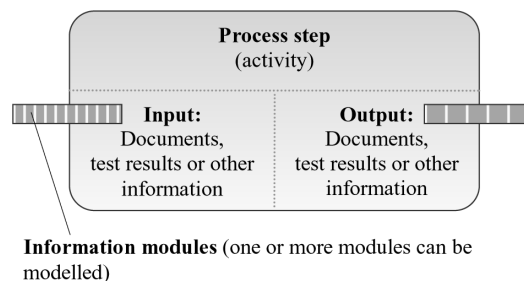 Process step
(activity)
Input:
Documents,
test results or other
information
Output:
Documents,
test results or other
information
Information modules (one or more modules can be
modelled)